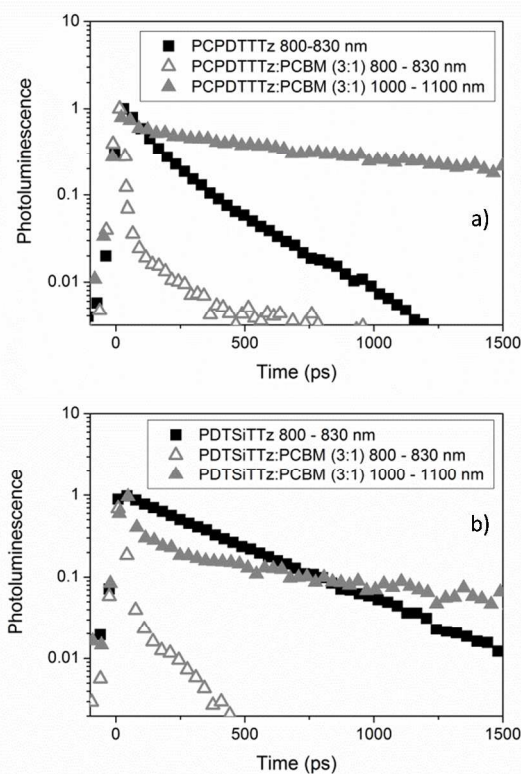 PCPDTTTz 800-830 nm
PCPDTTTz:PCBM (3:1) 800 - 830 nm
PCPDTTTz:PCBM (3:1) 1000 - 1100 nm
10
1
0.1
0.01
Photoluminescence
a)
0
500
1000
1500
Time (ps)
PDTSiTTz 800 - 830 nm
PDTSiTTz:PCBM (3:1) 800 - 830 nm
PDTSiTTz:PCBM (3:1) 1000 - 1100 nm
10
1
0.1
0.01
Photoluminescence
b)
0
500
1000
1500
Time (ps)